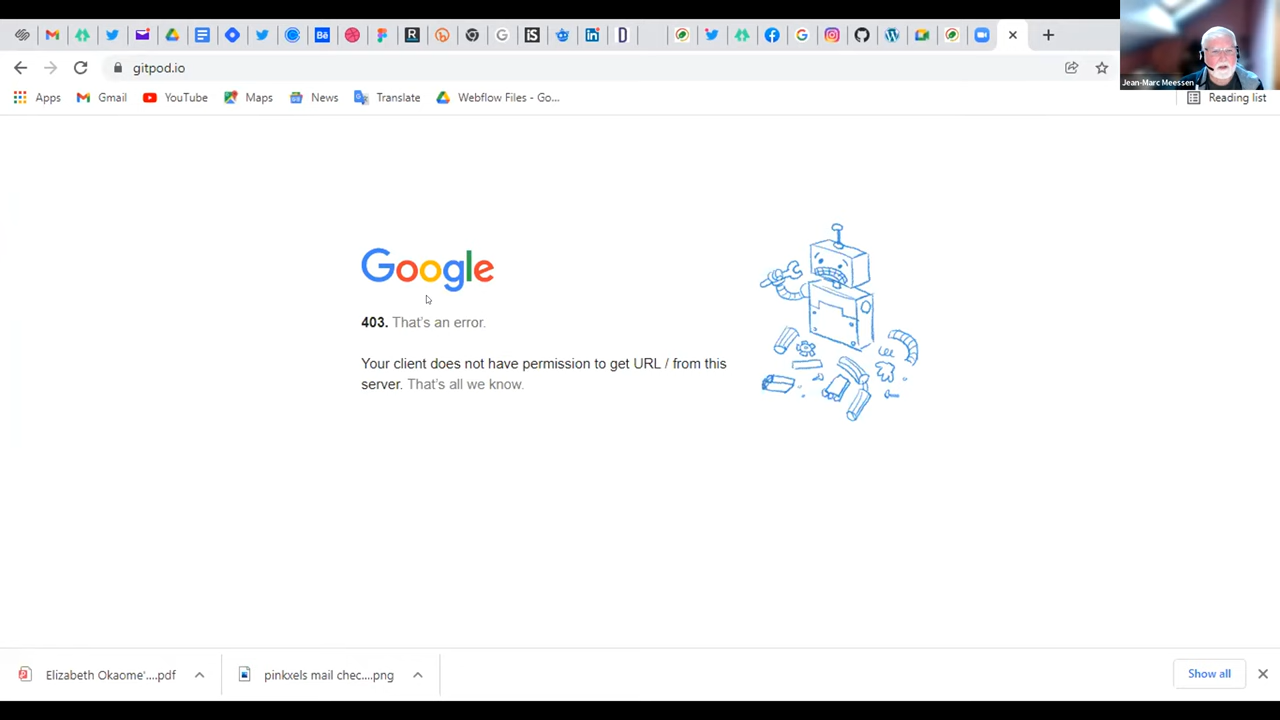 gitpod.io
Jean-Marc Meessen
Apps
Gmail
YouTube
Maps
News
Translate
Webflow Files - Go...
Reading list
Google
403. That's an error.
Your client does not have permission to get URL / from this
server. That's all we know.
Elizabeth Okaome'....pdf
pinkxels mail chec....png
Show all